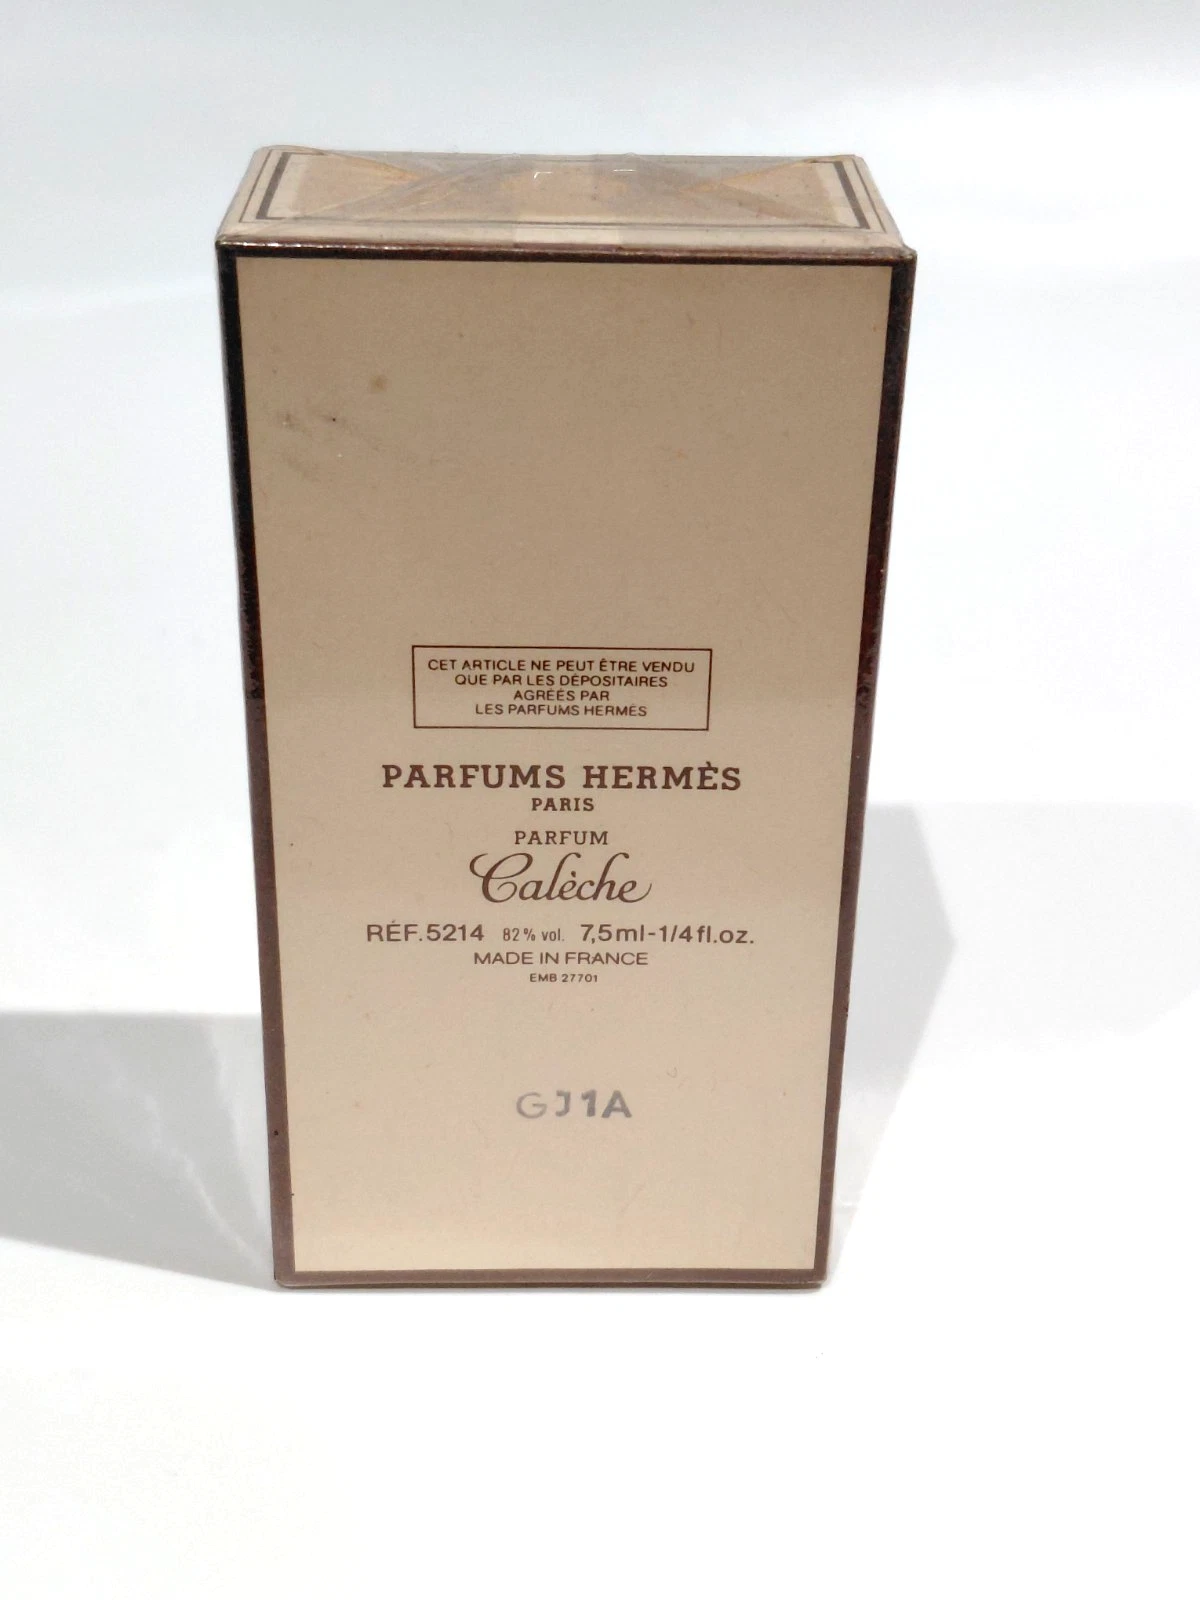 CET ARTICLE NE PEUT ÊTRE VENDU
QUE PAR LES DÉPOSITAIRES
AGRÉÉS PAR
LES PARFUMS HERMÈS
PARFUMS HERMÈS
PARIS
PARFUM
Calèche
RÉF.5214 82% vol. 7,5ml-1/4fl.oz.
MADE IN FRANCE
EMB 27701
GJ1A